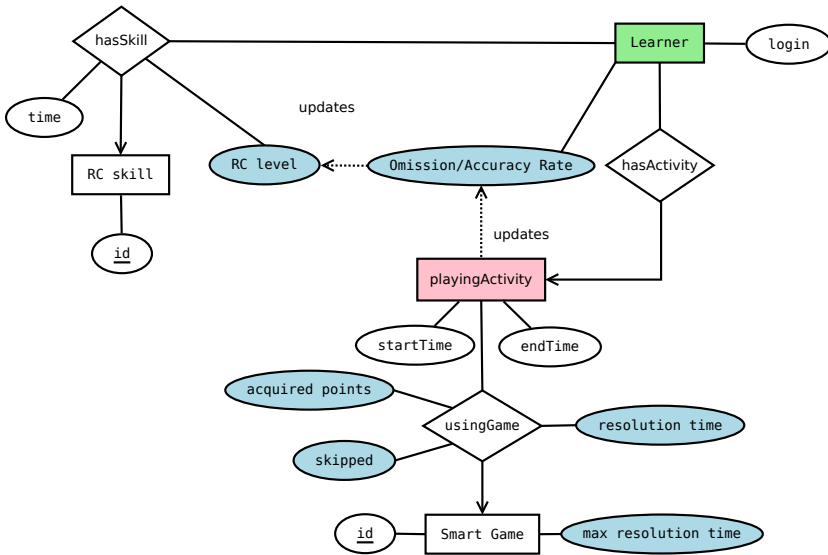 hasSkill
Learner
login
time
updates
RC skill
RC level
Omission/Accuracy Rate
hasActivity
id
updates
playingActivity
startTime
endTime
acquired points
usingGame
resolution time
skipped
id
Smart Game
max resolution time